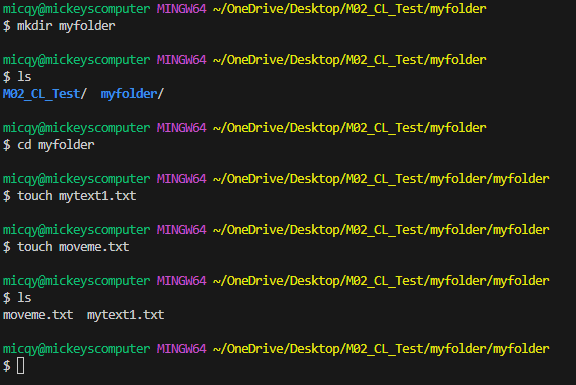 micqy@mickeyscomputer MINGW64 ~/OneDrive/Desktop/M02_CL_Test/myfolder
$ mkdir myfolder
micqy@mickeyscomputer MINGW64 ~/OneDrive/Desktop/M02_CL_Test/myfolder
$ ls
M02_CL_Test/  myfolder/
micqy@mickeyscomputer MINGW64 ~/OneDrive/Desktop/M02_CL_Test/myfolder
$ cd myfolder
micqy@mickeyscomputer MINGW64 ~/OneDrive/Desktop/M02_CL_Test/myfolder/myfolder
$ touch mytext1.txt
micqy@mickeyscomputer MINGW64 ~/OneDrive/Desktop/M02_CL_Test/myfolder/myfolder
$ touch moveme.txt
micqy@mickeyscomputer MINGW64 ~/OneDrive/Desktop/M02_CL_Test/myfolder/myfolder
$ ls
moveme.txt  mytext1.txt
micqy@mickeyscomputer MINGW64 ~/OneDrive/Desktop/M02_CL_Test/myfolder/myfolder
$